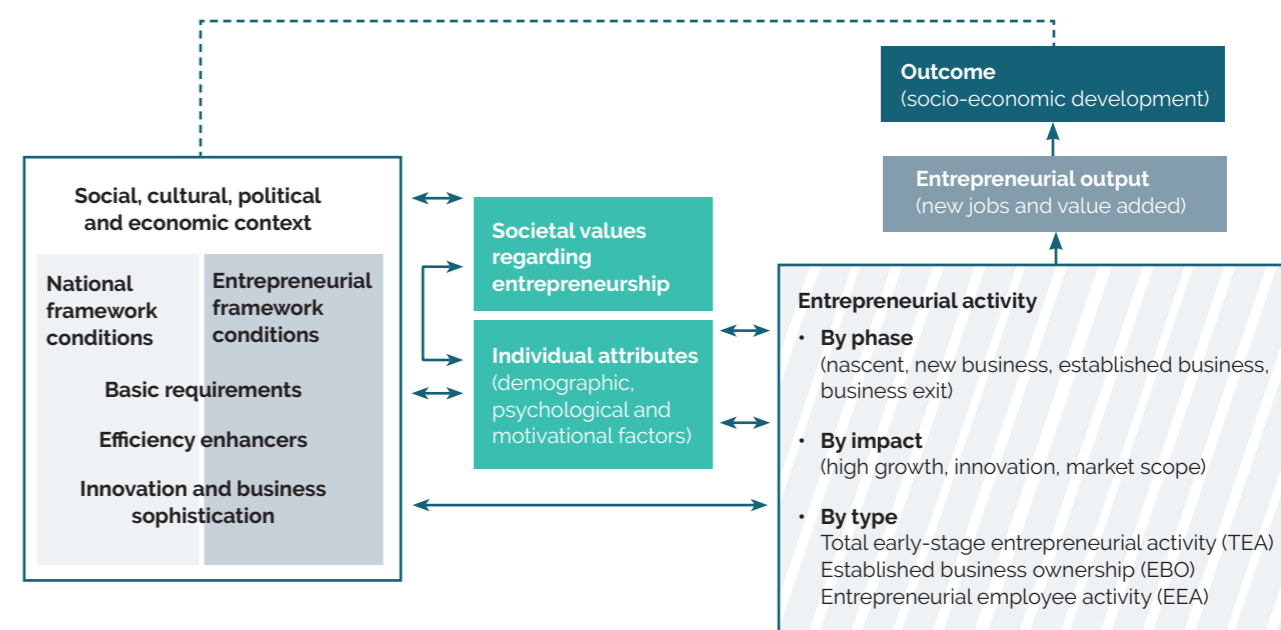 Outcome
(socio-economic development)
Entrepreneurial output
(new jobs and value added)
Social, cultural, political
and economic context
National
framework
conditions
Entrepreneurial
framework
conditions
Basic requirements
Efficiency enhancers
Innovation and business
sophistication
Societal values
regarding
entrepreneurship
Individual attributes
(demographic,
psychological and
motivational factors)
Entrepreneurial activity
• By phase
(nascent, new business, established business,
business exit)
• By impact
(high growth, innovation, market scope)
• By type
Total early-stage entrepreneurial activity (TEA)
Established business ownership (EBO)
Entrepreneurial employee activity (EEA)